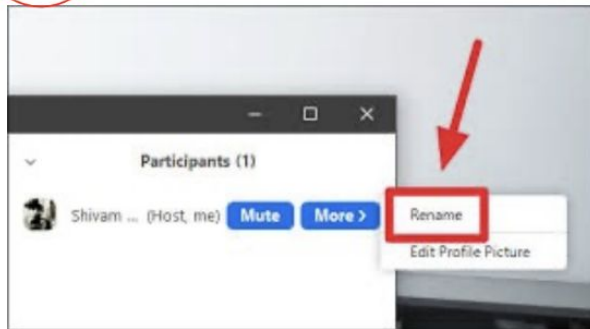 Participants (1)
Shivam ... (Host, me) Mute More >
Rename
Edit Profile Picture